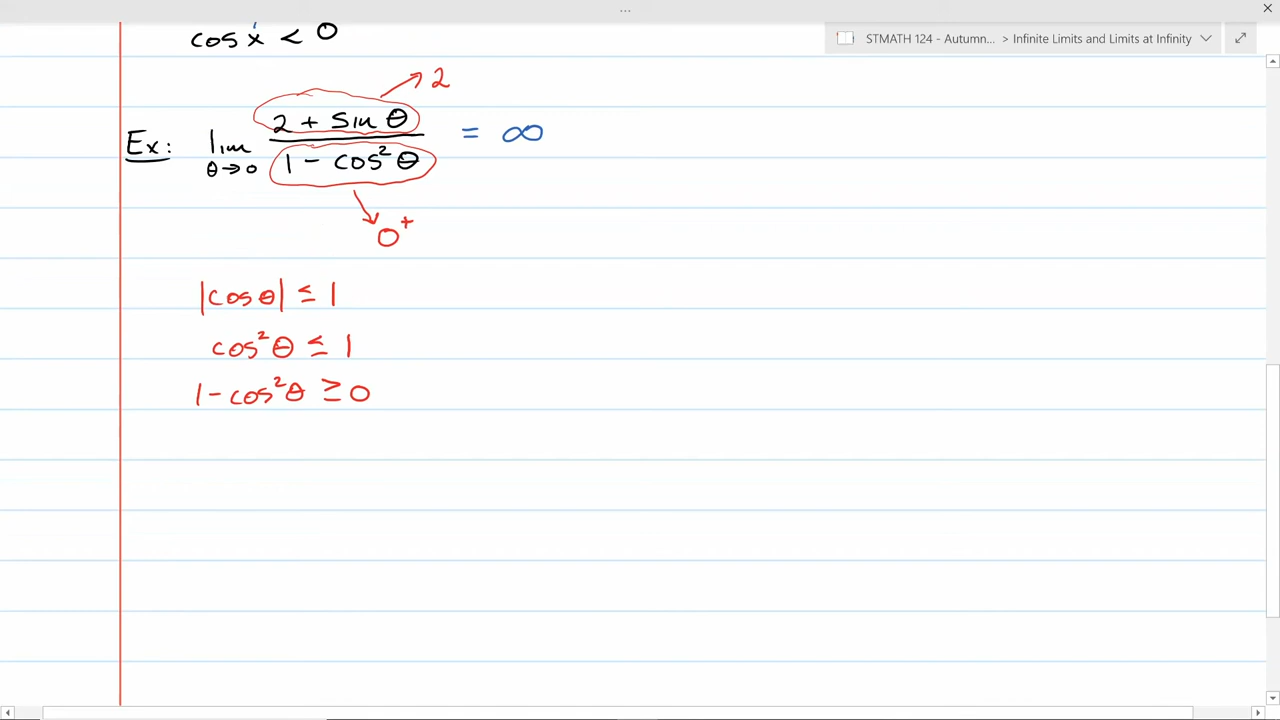 STMATH 124 - Autumn... > Infinite Limits and Limits at Infinity
cos x < 0
→ 2
Ex: lim θ→0 (2 + sin θ)/(1 - cos²θ) = ∞
→ 0⁺
|cos θ| ≤ 1
cos²θ ≤ 1
1 - cos²θ ≥ 0